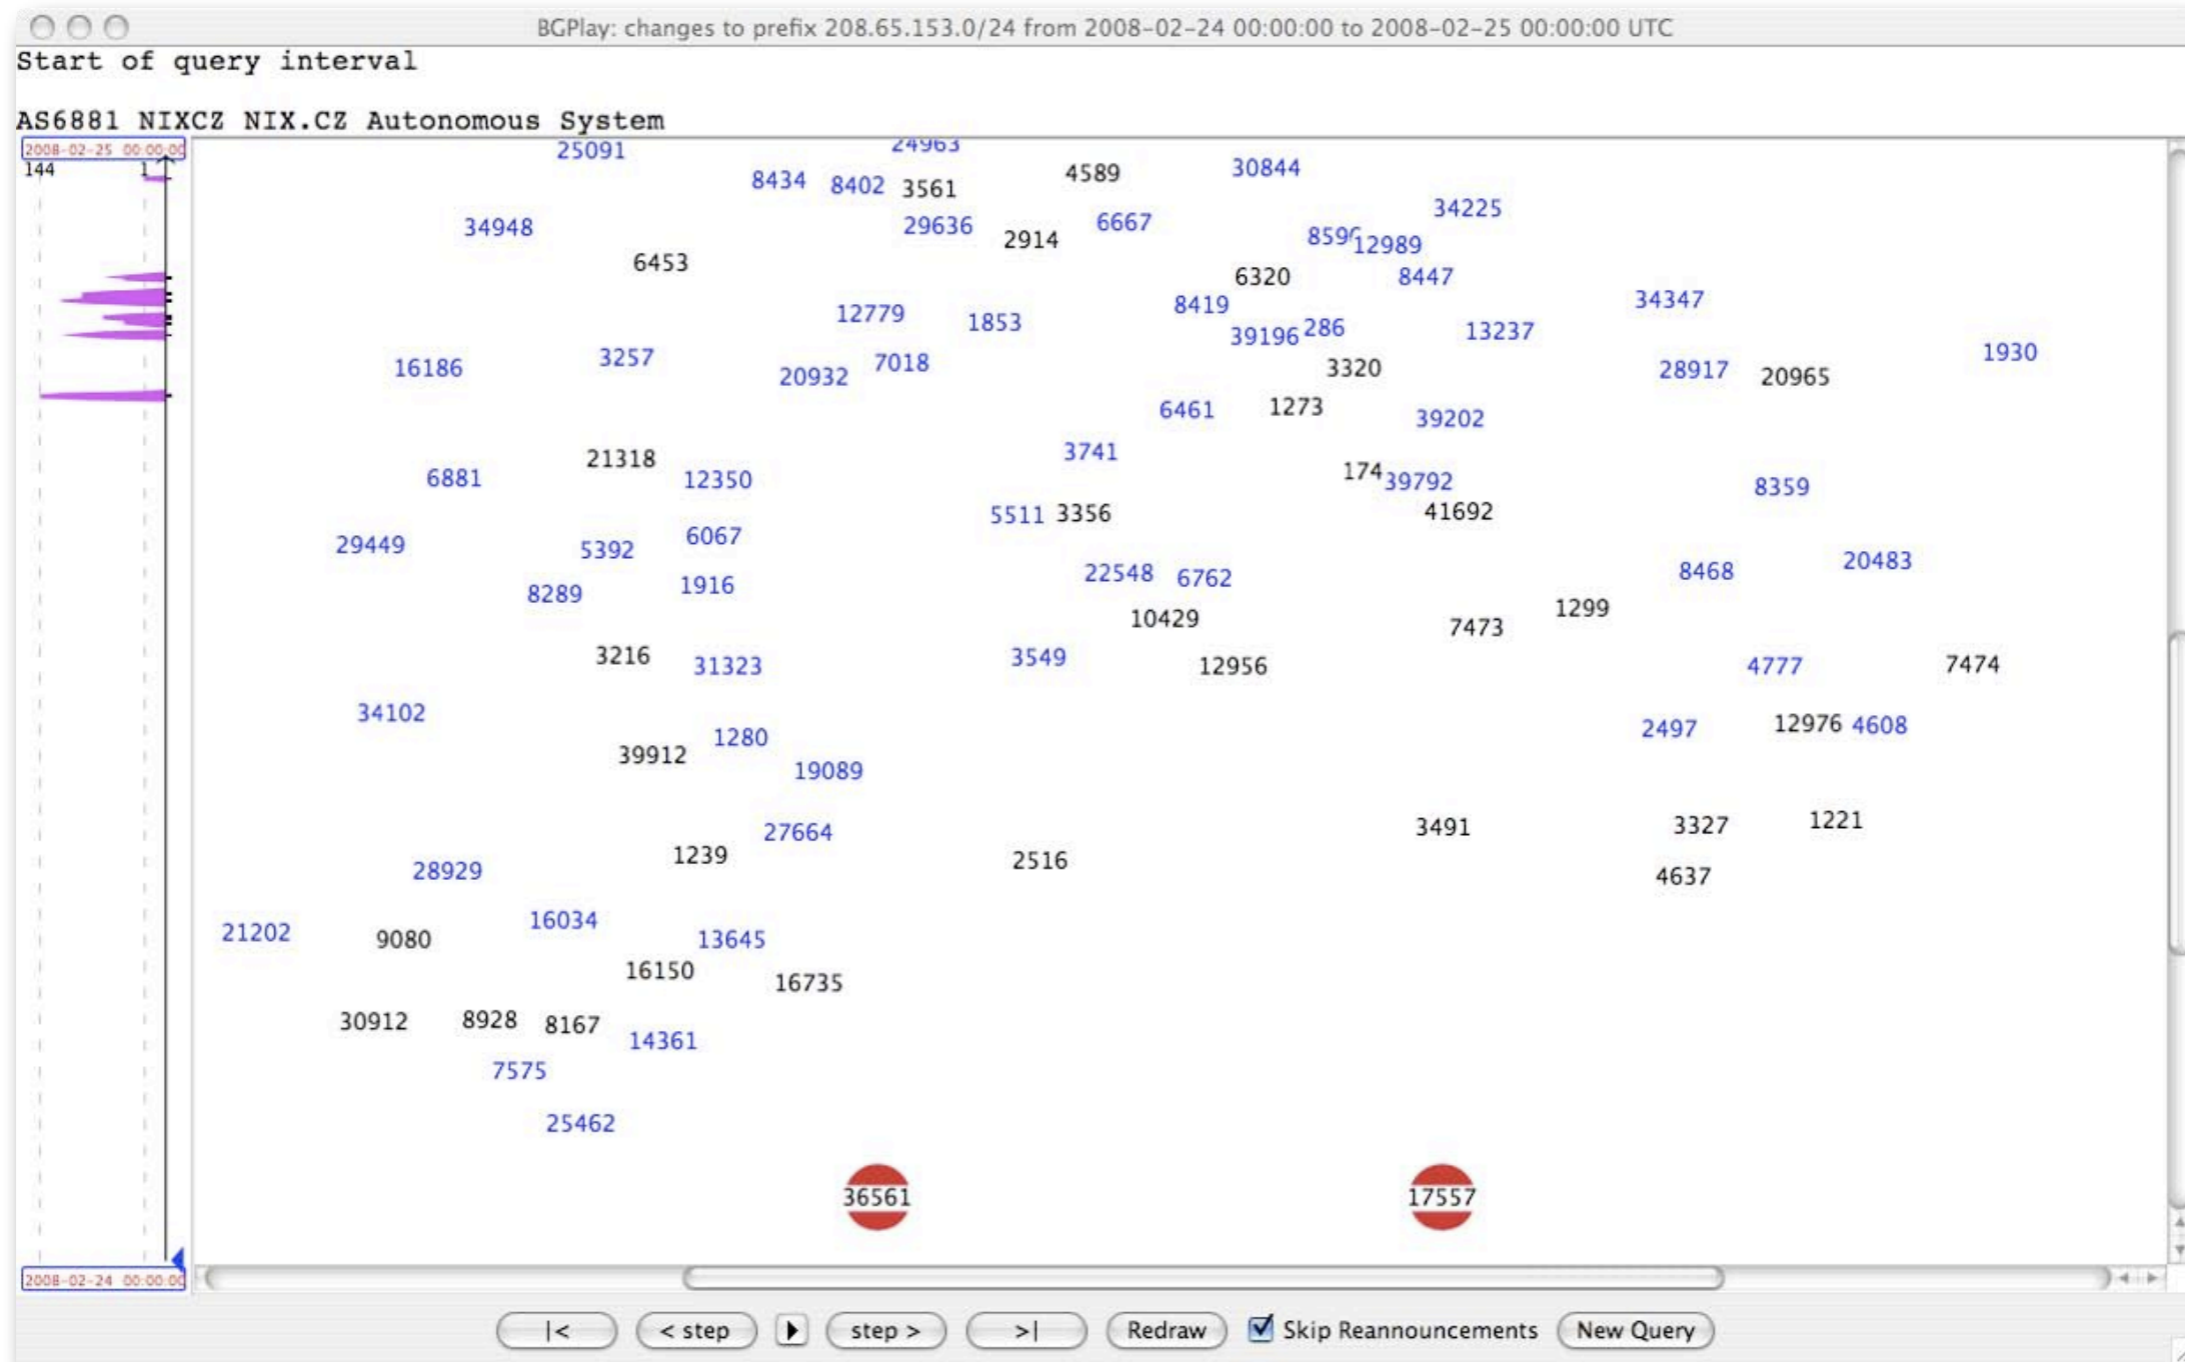 BGPlay: changes to prefix 208.65.153.0/24 from 2008-02-24 00:00:00 to 2008-02-25 00:00:00 UTC
Start of query interval
AS6881 NIXCZ NIX.CZ Autonomous System
2008-02-25 00:00:00
144 1
25091 24963
8434 8402 3561 4589 30844
34948 29636 2914 6667 34225
12989
6453 6320 8447
12779 1853 8419 34347
39196 286 13237
16186 3257 20932 7018 3320 28917 20965 1930
6461 1273 39202
21318 3741
6881 12350 174 39792 8359
5511 3356 41692
29449 5392 6067
8289 1916 22548 6762 8468 20483
10429 7473 1299
3216 31323 3549 12956 4777 7474
34102 1280 2497 12976 4608
39912 19089
27664 3491 3327 1221
28929 1239 2516 4637
21202 9080 16034 13645
16150 16735
30912 8928 8167 14361
7575
25462
36561 17557
2008-02-24 00:00:00
|< < step step > >| Redraw Skip Reannouncements New Query